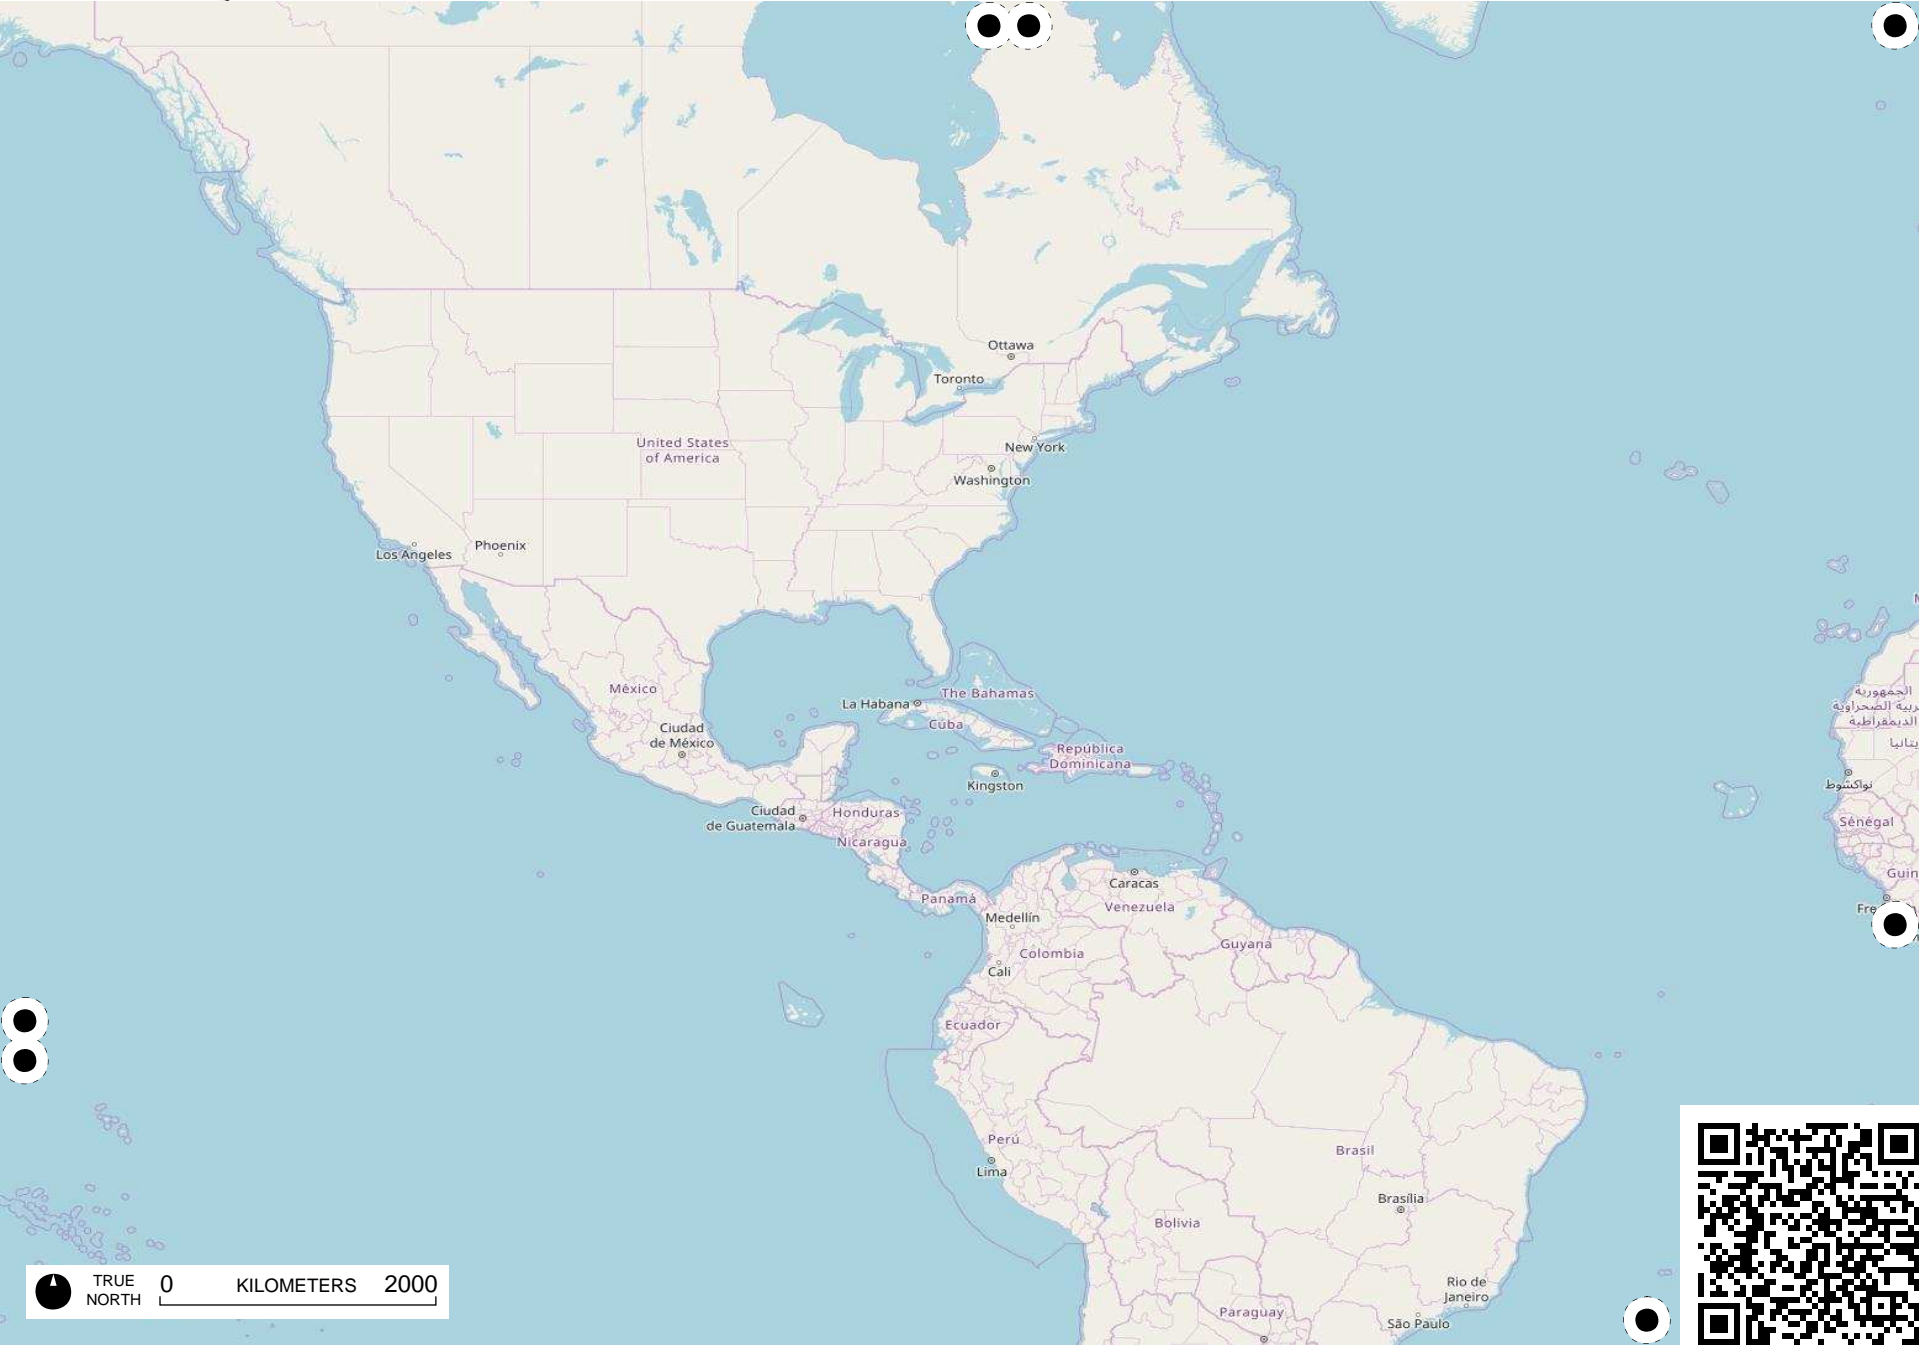 Ottawa
Toronto
United States
of America
New York
Washington
Los Angeles
Phoenix
México
La Habana
The Bahamas
Cuba
Ciudad
de México
República
Dominicana
Kingston
الجمهورية
الديمقراطية
نواكشوط
Ciudad
de Guatemala
Honduras
Nicaragua
Sénégal
Panamá
Caracas
Venezuela
Medellín
Colombia
Cali
Guyana
Ecuador
Perú
Lima
Brasil
Brasília
Bolivia
Rio de
Janeiro
São Paulo
Paraguay
TRUE
NORTH
0 KILOMETERS 2000